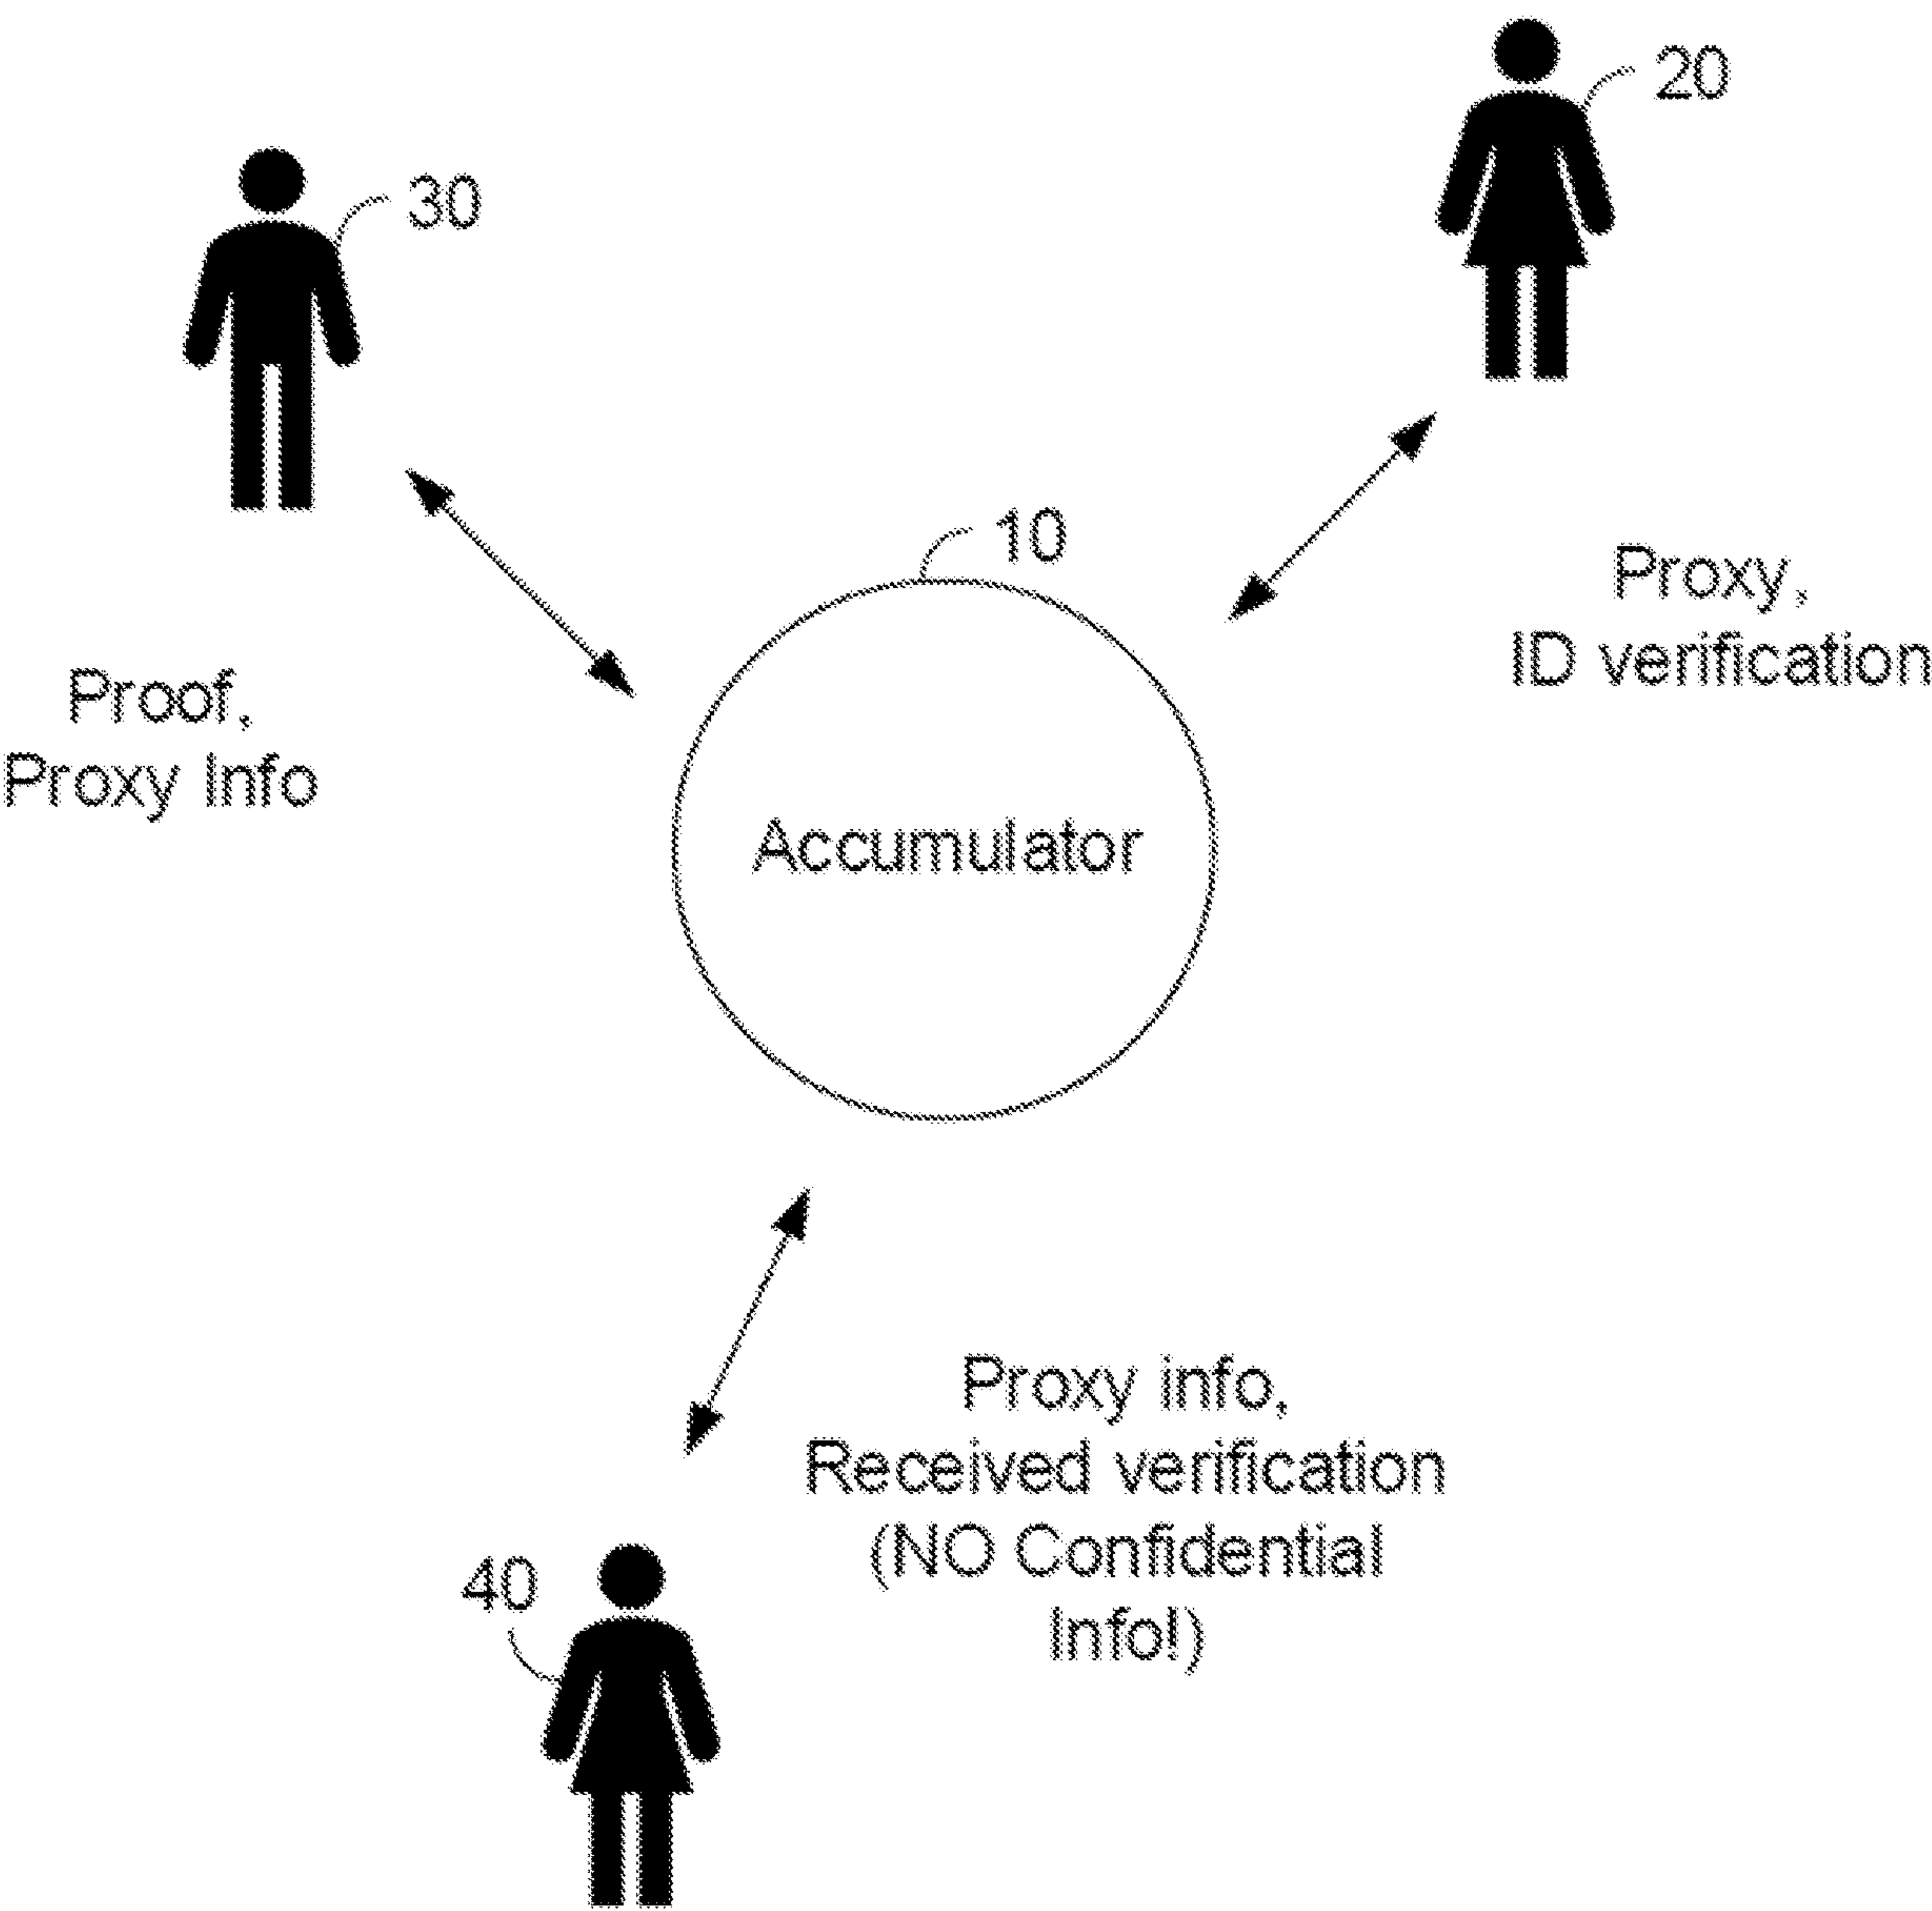 20
30
10
Proxy,
ID verification
Proof,
Proxy Info
Accumulator
Proxy info,
Received verification
(NO Confidential
Info!)
40